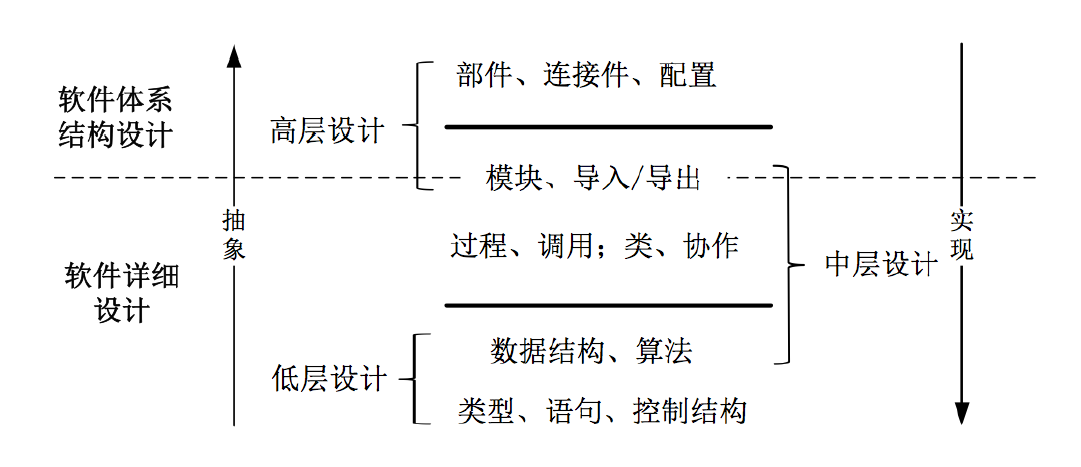 部件、连接件、配置
软件体系
结构设计
高层设计
模块、导入/导出
抽
象
实
现
过程、调用；类、协作
中层设计
软件详细
设计
数据结构、算法
低层设计
类型、语句、控制结构